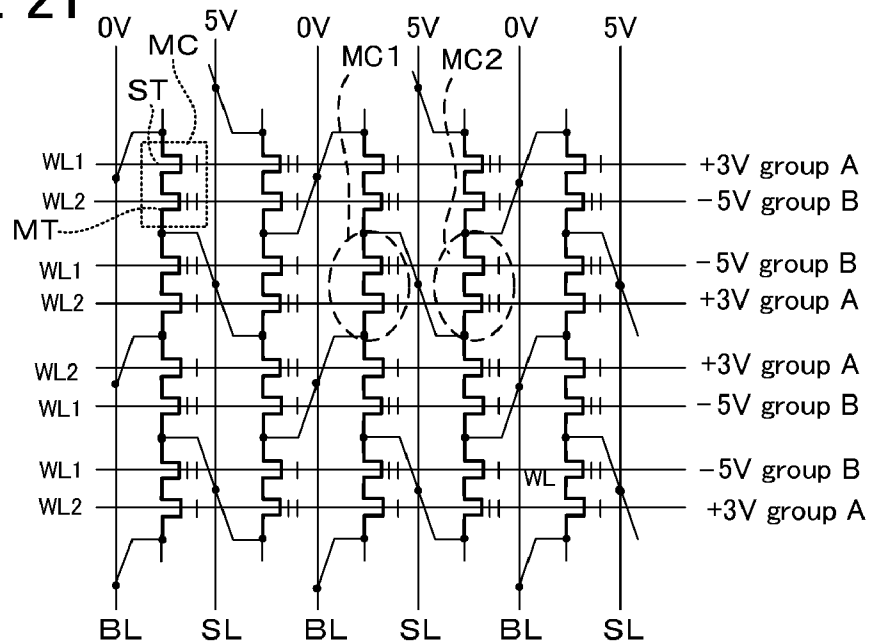 21
0V 5V 0V 5V 0V 5V
MC
MC1 MC2
ST
WL1 +3V group A
WL2 -5V group B
MT
WL1 -5V group B
WL2 +3V group A
WL2 +3V group A
WL1 -5V group B
WL1 WL -5V group B
WL2 +3V group A
BL SL BL SL BL SL